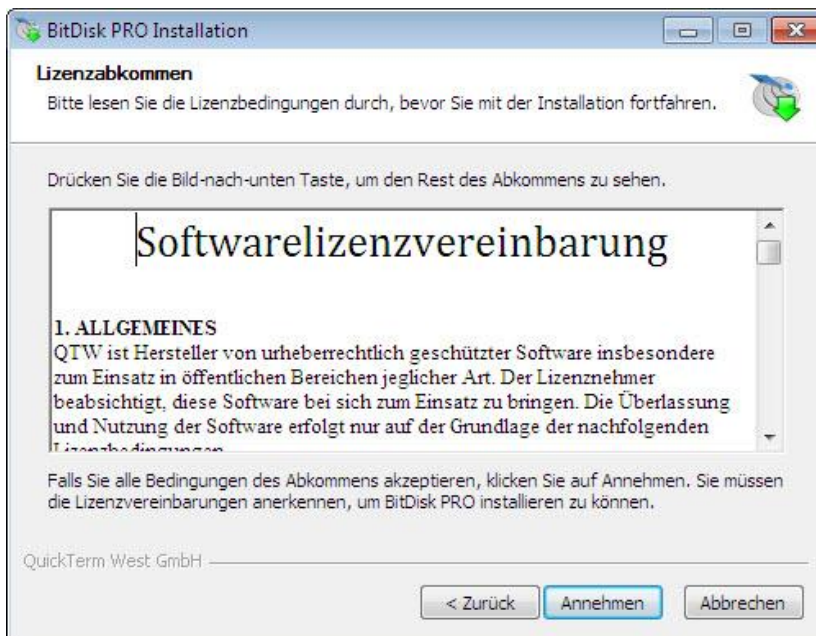 BitDisk PRO Installation
Lizenzabkommen
Bitte lesen Sie die Lizenzbedingungen durch, bevor Sie mit der Installation fortfahren.
Drücken Sie die Bild-nach-unten Taste, um den Rest des Abkommens zu sehen.
Softwarelizenzvereinbarung
1. ALLGEMEINES
QTW ist Hersteller von urheberrechtlich geschützter Software insbesondere
zum Einsatz in öffentlichen Bereichen jeglicher Art. Der Lizenznehmer
beabsichtigt, diese Software bei sich zum Einsatz zu bringen. Die Überlassung
und Nutzung der Software erfolgt nur auf der Grundlage der nachfolgenden
Lizenzbedingungen
Falls Sie alle Bedingungen des Abkommens akzeptieren, klicken Sie auf Annehmen. Sie müssen
die Lizenzvereinbarungen anerkennen, um BitDisk PRO installieren zu können.
QuickTerm West GmbH
< Zurück Annehmen Abbrechen